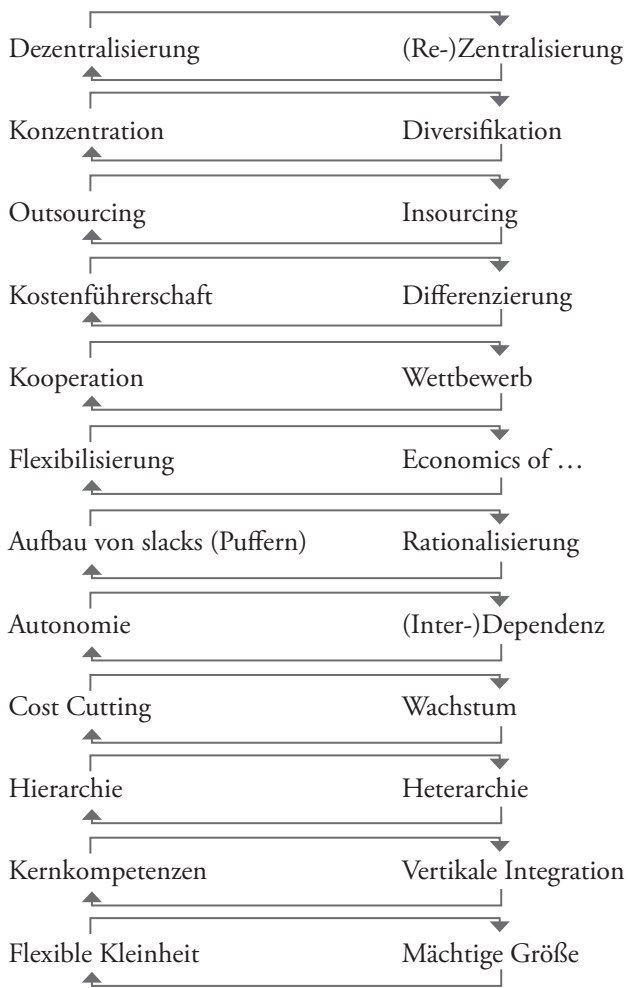 Dezentralisierung (Re-)Zentralisierung
Konzentration Diversifikation
Outsourcing Insourcing
Kostenführerschaft Differenzierung
Kooperation Wettbewerb
Flexibilisierung Economics of …
Aufbau von slacks (Puffern) Rationalisierung
Autonomie (Inter-)Dependenz
Cost Cutting Wachstum
Hierarchie Heterarchie
Kernkompetenzen Vertikale Integration
Flexible Kleinheit Mächtige Größe